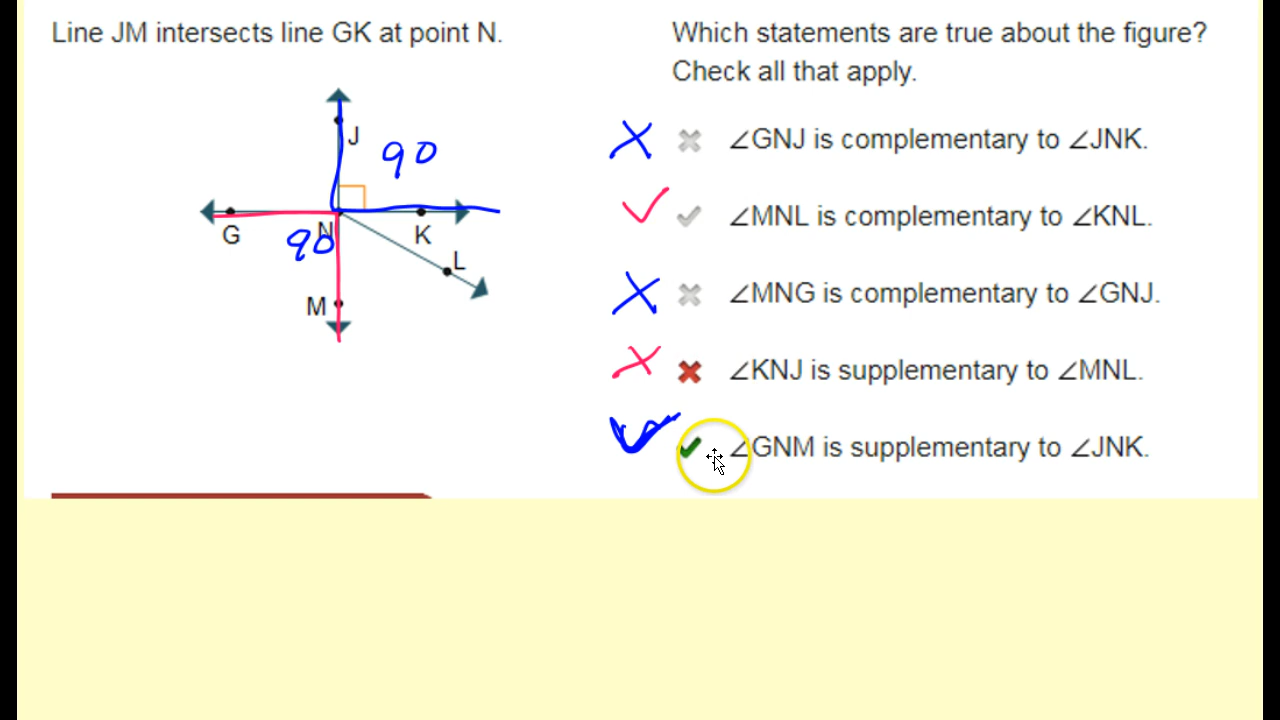 Line JM intersects line GK at point N.
Which statements are true about the figure?
Check all that apply.
J
90
G
N
K
90
L
M
∠GNJ is complementary to ∠JNK.
∠MNL is complementary to ∠KNL.
∠MNG is complementary to ∠GNJ.
∠KNJ is supplementary to ∠MNL.
∠GNM is supplementary to ∠JNK.